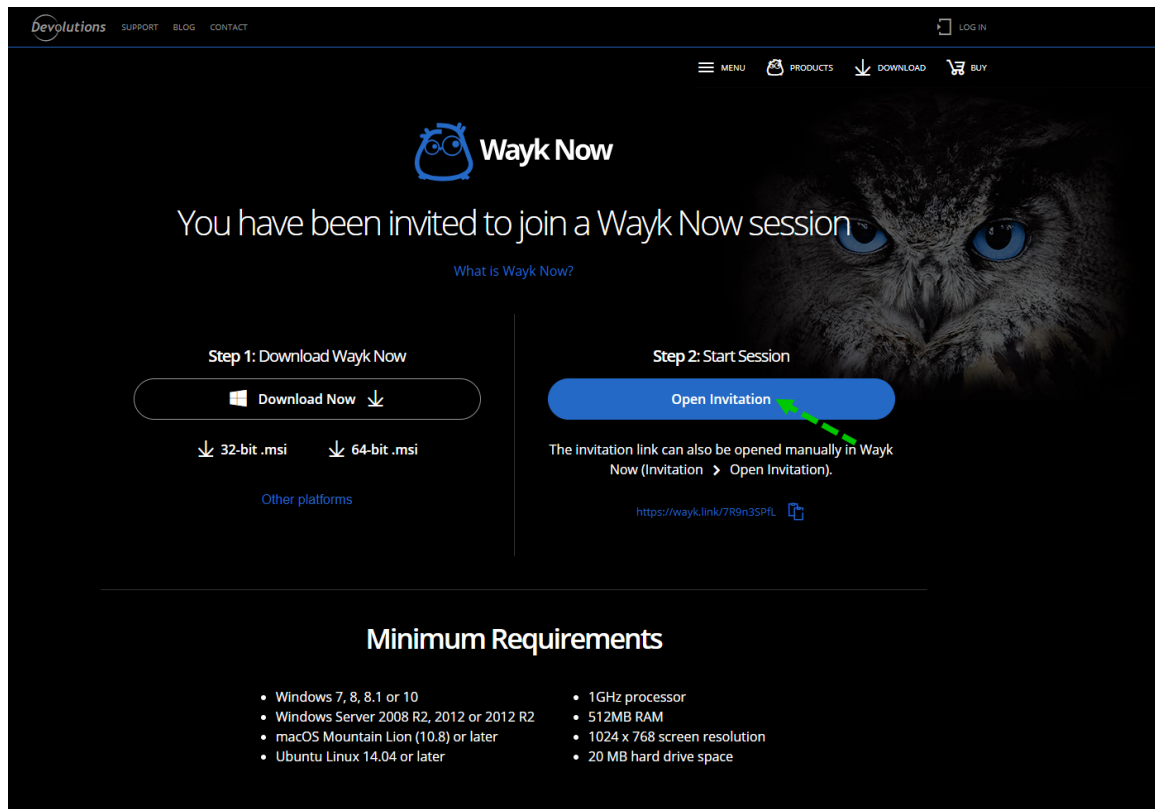 Devolutions SUPPORT BLOG CONTACT LOG IN
MENU PRODUCTS DOWNLOAD BUY
Wayk Now
You have been invited to join a Wayk Now session
What is Wayk Now?
Step 1: Download Wayk Now
Download Now
32-bit .msi 64-bit .msi
Other platforms
Step 2: Start Session
Open Invitation
The invitation link can also be opened manually in Wayk
Now (Invitation > Open Invitation).
https://wayk.link/7R9n3SPfL
Minimum Requirements
• Windows 7, 8, 8.1 or 10
• Windows Server 2008 R2, 2012 or 2012 R2
• macOS Mountain Lion (10.8) or later
• Ubuntu Linux 14.04 or later
• 1GHz processor
• 512MB RAM
• 1024 x 768 screen resolution
• 20 MB hard drive space